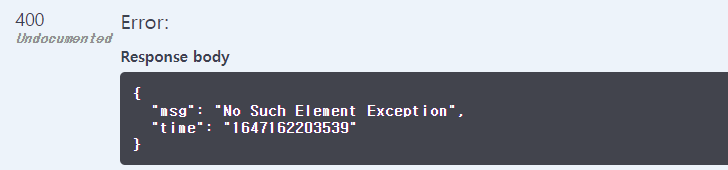 400
Error:
Undocumented
Response body
{
"msg": "No Such Element Exception",
"time": "1647162203539"
}